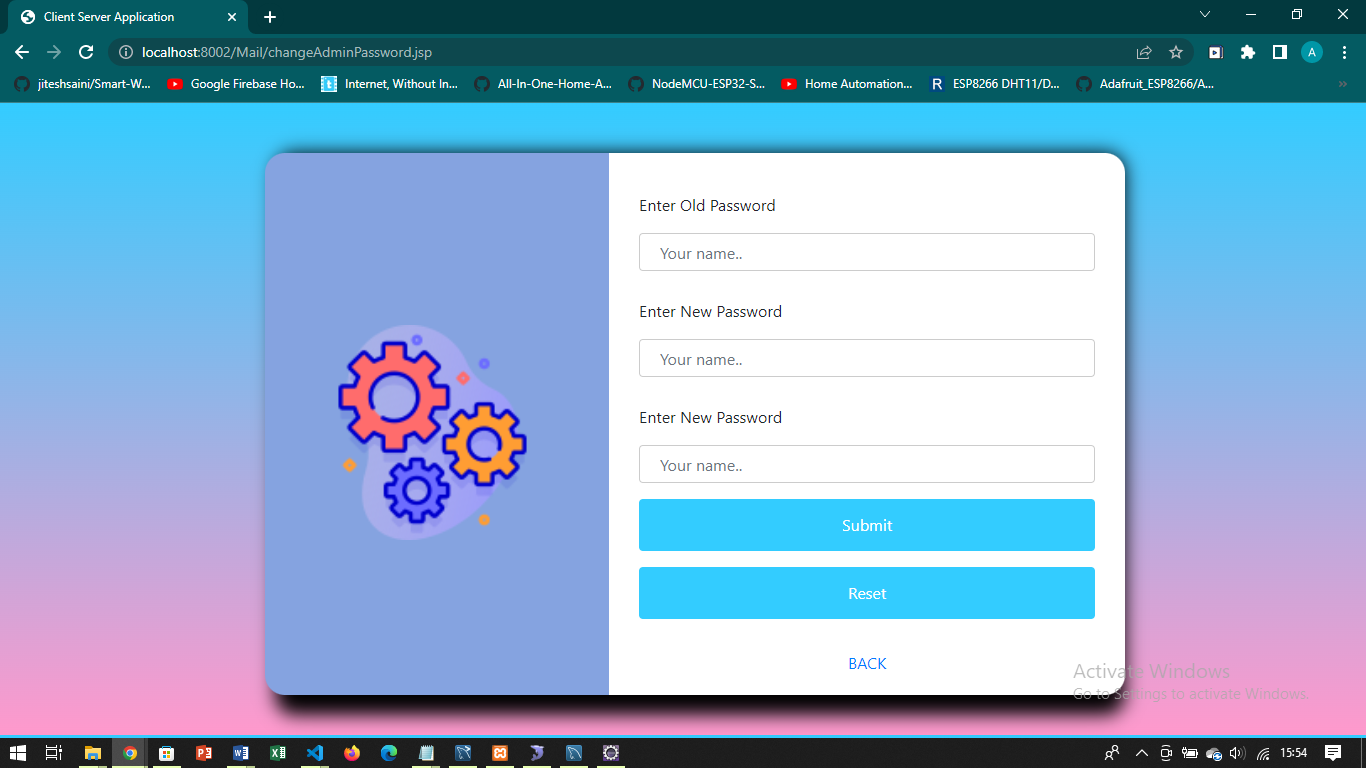 Client Server Application
localhost:8002/Mail/changeAdminPassword.jsp
A
jiteshsaini/Smart-W... Google Firebase Ho... Internet, Without In... All-In-One-Home-A... NodeMCU-ESP32-S... Home Automation... R ESP8266 DHT11/D... Adafruit_ESP8266/A... »
Enter Old Password
Your name..
Enter New Password
Your name..
Enter New Password
Your name..
Submit
Reset
BACK
Activate Windows
Go to Settings to activate Windows.
15:54